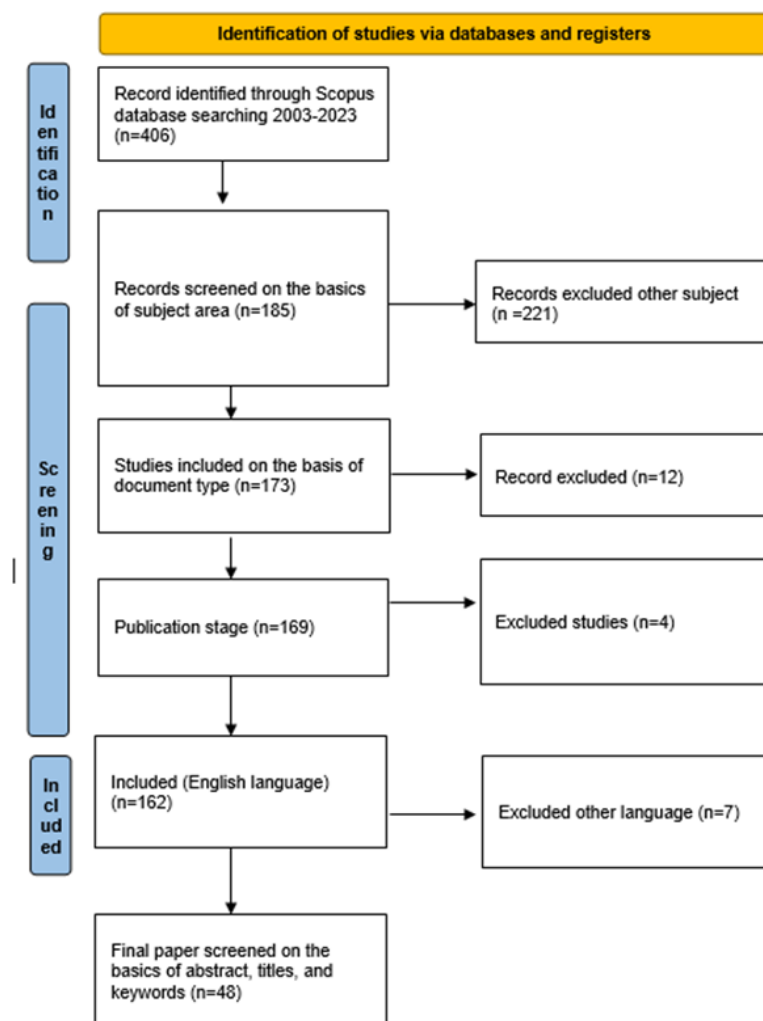 Identification of studies via databases and registers
Id
en
tifi
ca
tio
n
Record identified through Scopus
database searching 2003-2023
(n=406)
Records screened on the basics
of subject area (n=185)
Records excluded other subject
(n =221)
Sc
re
en
in
g
Studies included on the basis of
document type (n=173)
Record excluded (n=12)
Publication stage (n=169)
Excluded studies (n=4)
In
cl
ud
ed
Included (English language)
(n=162)
Excluded other language (n=7)
Final paper screened on the
basics of abstract, titles, and
keywords (n=48)